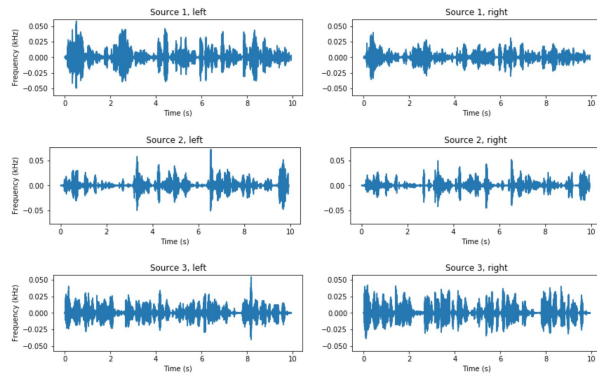 Source 1, left
Frequency (kHz)
0.050
0.025
0.000
−0.025
−0.050
0 2 4 6 8 10
Time (s)
Source 1, right
0.050
0.025
0.000
−0.025
−0.050
0 2 4 6 8 10
Time (s)
Source 2, left
Frequency (kHz)
0.05
0.00
−0.05
0 2 4 6 8 10
Time (s)
Source 2, right
0.05
0.00
−0.05
0 2 4 6 8 10
Time (s)
Source 3, left
Frequency (kHz)
0.050
0.025
0.000
−0.025
−0.050
0 2 4 6 8 10
Time (s)
Source 3, right
0.050
0.025
0.000
−0.025
−0.050
0 2 4 6 8 10
Time (s)